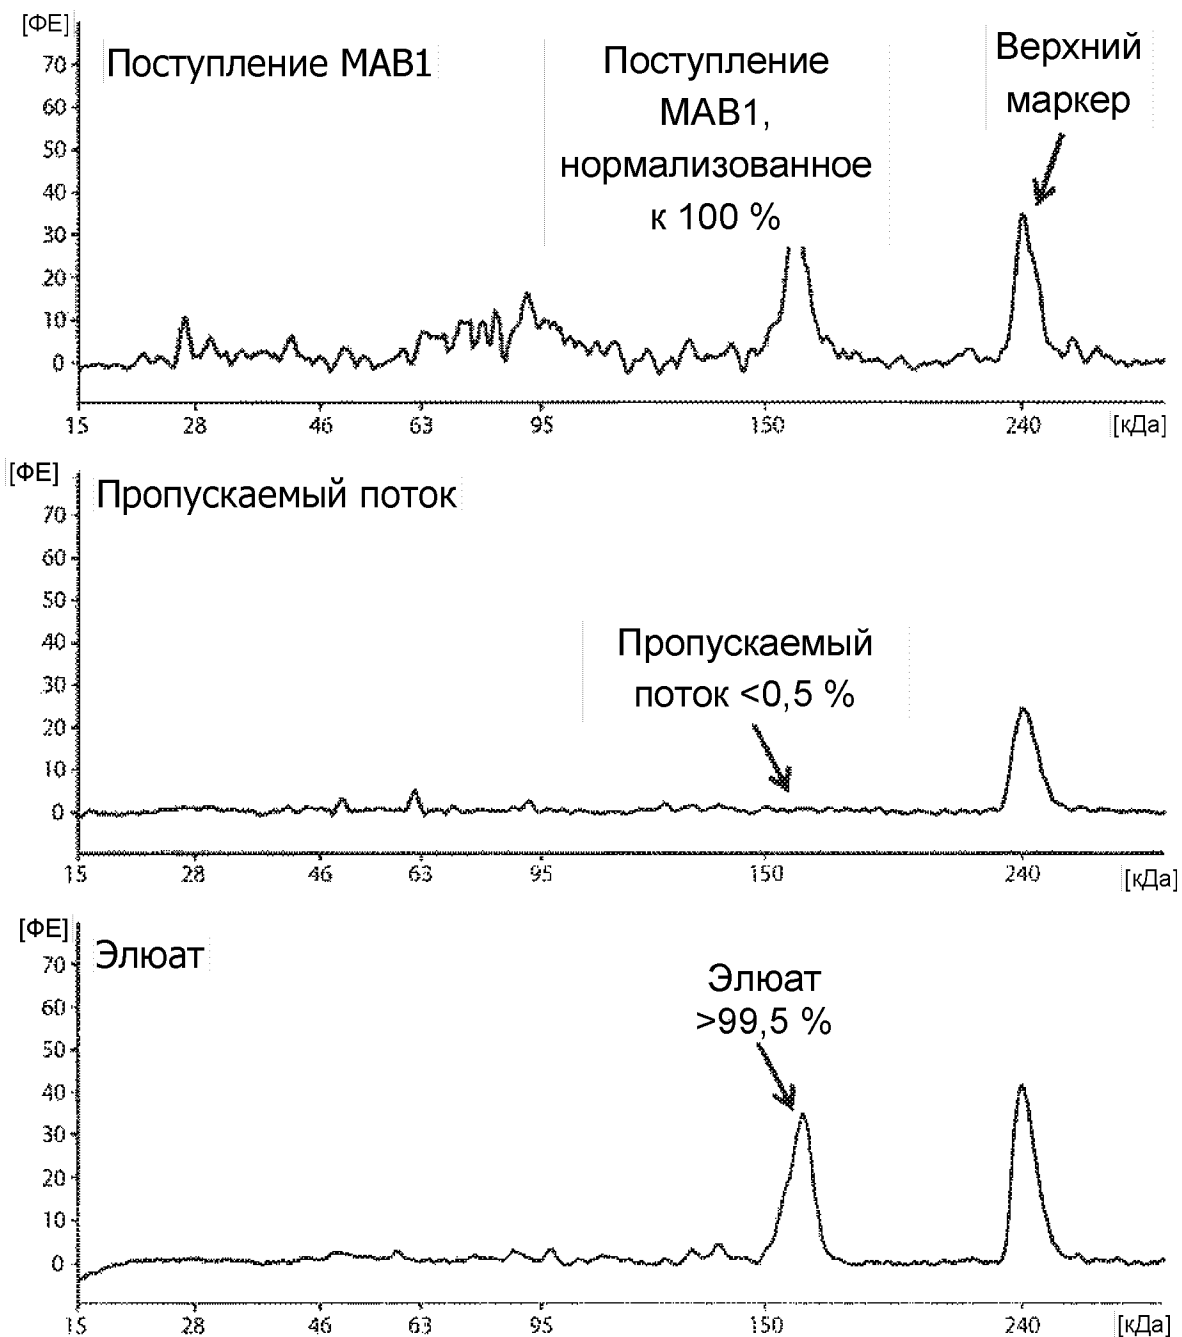 [ФЕ]
Поступление MAB1
Поступление
MAB1,
нормализованное
к 100 %
Верхний
маркер
70
60
50
40
30
20
10
0
15 28 46 63 95 150 240 [кДа]
[ФЕ]
Пропускаемый поток
70
60
50
40
30
20
10
0
Пропускаемый
поток <0,5 %
15 28 46 63 95 150 240 [кДа]
[ФЕ]
Элюат
70
60
50
40
30
20
10
0
Элюат
>99,5 %
15 28 46 63 95 150 240 [кДа]